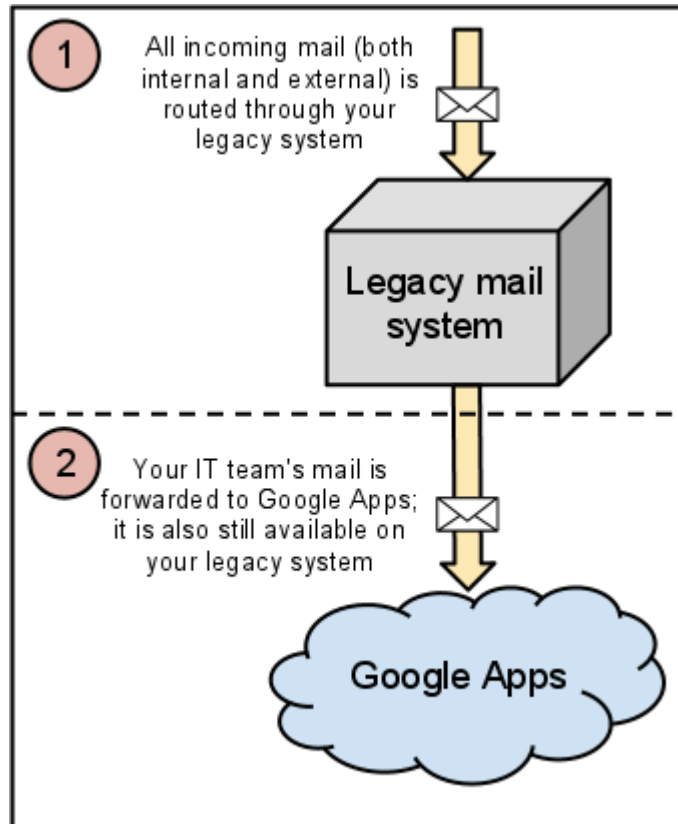 1
All incoming mail (both
internal and external) is
routed through your
legacy system
Legacy mail
system
2
Your IT team's mail is
forwarded to Google Apps;
it is also still available on
your legacy system
Google Apps